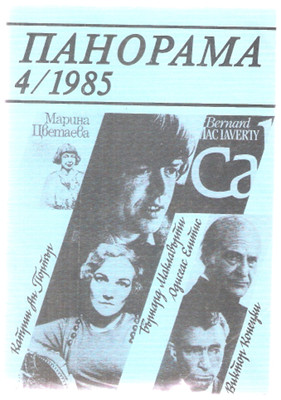 ПАНОРАМА
4/1985
Марина
Цветаева
Bernard
MAC LAVERTY
Ca
Катрин Ан Портър
Бърнард Маклавърти
Одисеас Елитис
Виктор Конецки